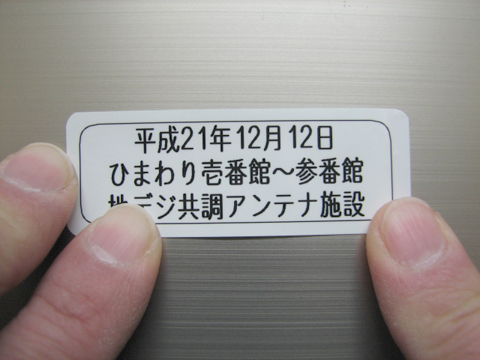 平成21年12月12日
ひまわり壱番館～参番館
地デジ共調アンテナ施設